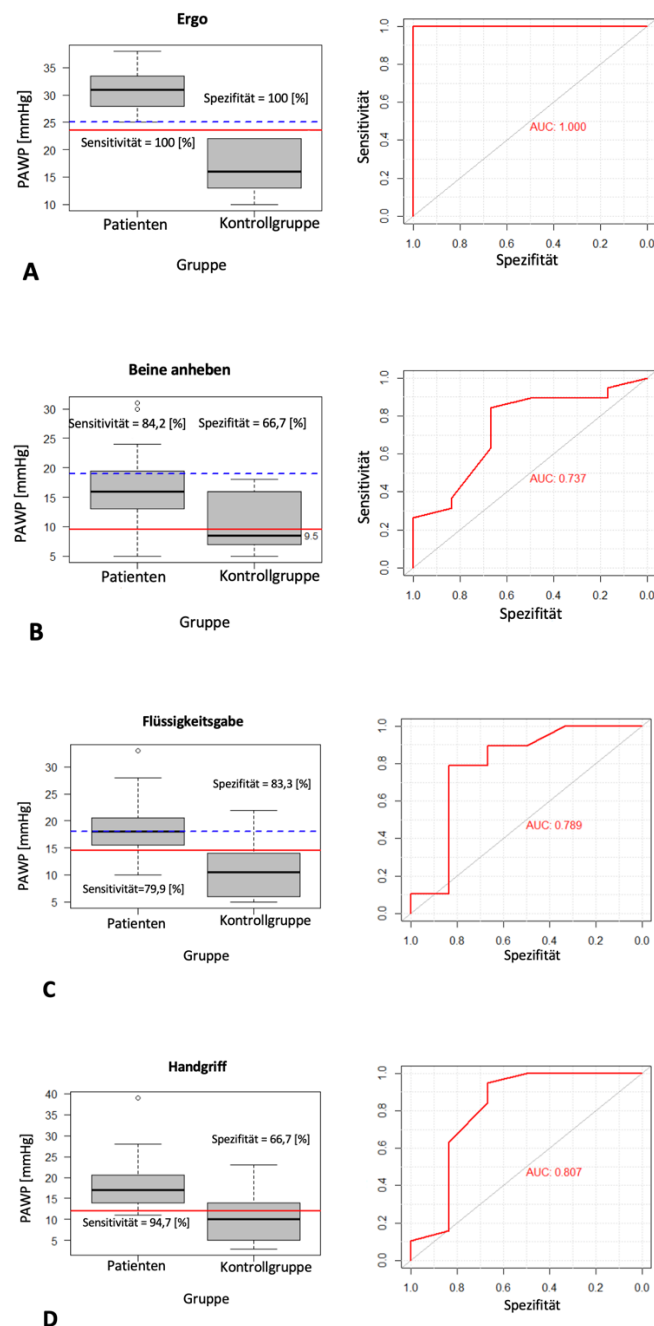 Ergo
PAWP [mmHg]
35
30
25
20
15
10
Spezifität = 100 [%]
Sensitivität = 100 [%]
Patienten Kontrollgruppe
Gruppe
A
Sensitivität
1.0
0.8
0.6
0.4
0.2
0.0
AUC: 1.000
1.0 0.8 0.6 0.4 0.2 0.0
Spezifität
Beine anheben
PAWP [mmHg]
30
25
20
15
10
5
Sensitivität = 84,2 [%] Spezifität = 66,7 [%]
9.5
Patienten Kontrollgruppe
Gruppe
B
Sensitivität
1.0
0.8
0.6
0.4
0.2
0.0
AUC: 0.737
1.0 0.8 0.6 0.4 0.2 0.0
Spezifität
Flüssigkeitsgabe
PAWP [mmHg]
30
25
20
15
10
5
Spezifität = 83,3 [%]
Sensitivität=79,9 [%]
Patienten Kontrollgruppe
Gruppe
C
1.0
0.8
0.6
0.4
0.2
0.0
AUC: 0.789
1.0 0.8 0.6 0.4 0.2 0.0
Spezifität
Handgriff
PAWP [mmHg]
40
35
30
25
20
15
10
5
Spezifität = 66,7 [%]
Sensitivität = 94,7 [%]
Patienten Kontrollgruppe
Gruppe
D
1.0
0.8
0.6
0.4
0.2
0.0
AUC: 0.807
1.0 0.8 0.6 0.4 0.2 0.0
Spezifität